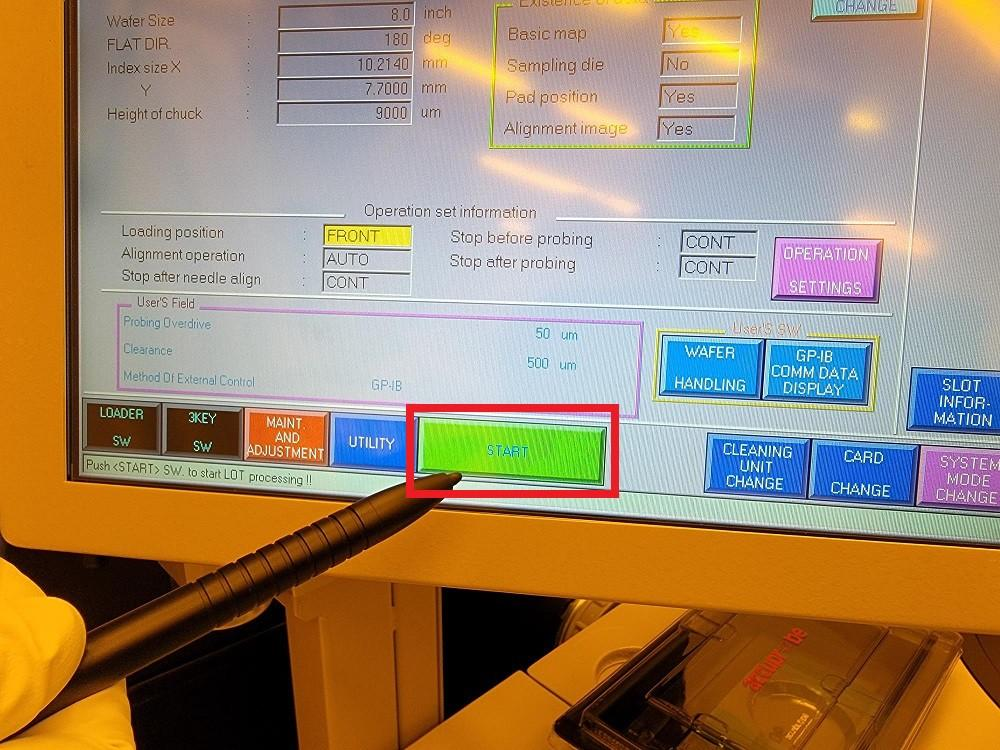 CHANGE
Wafer Size : 8.0 inch
FLAT DIR. : 180 deg
Index size X : 10.2140 mm
Y : 7.7000 mm
Height of chuck : 9000 um
Existence of data
Basic map Yes
Sampling die No
Pad position Yes
Alignment image Yes
Operation set information
Loading position : FRONT
Alignment operation : AUTO
Stop after needle align : CONT
Stop before probing : CONT
Stop after probing : CONT
OPERATION
SETTINGS
User'S Field
Probing Overdrive 50 um
Clearance 500 um
Method Of External Control GP-IB
User'S SW
WAFER
HANDLING
GP-IB
COMM DATA
DISPLAY
SLOT
INFOR-
MATION
LOADER
SW
3KEY
SW
MAINT.
AND
ADJUSTMENT
UTILITY
START
CLEANING
UNIT
CHANGE
CARD
CHANGE
SYSTEM
MODE
CHANGE
Push <START> SW. to start LOT processing !!